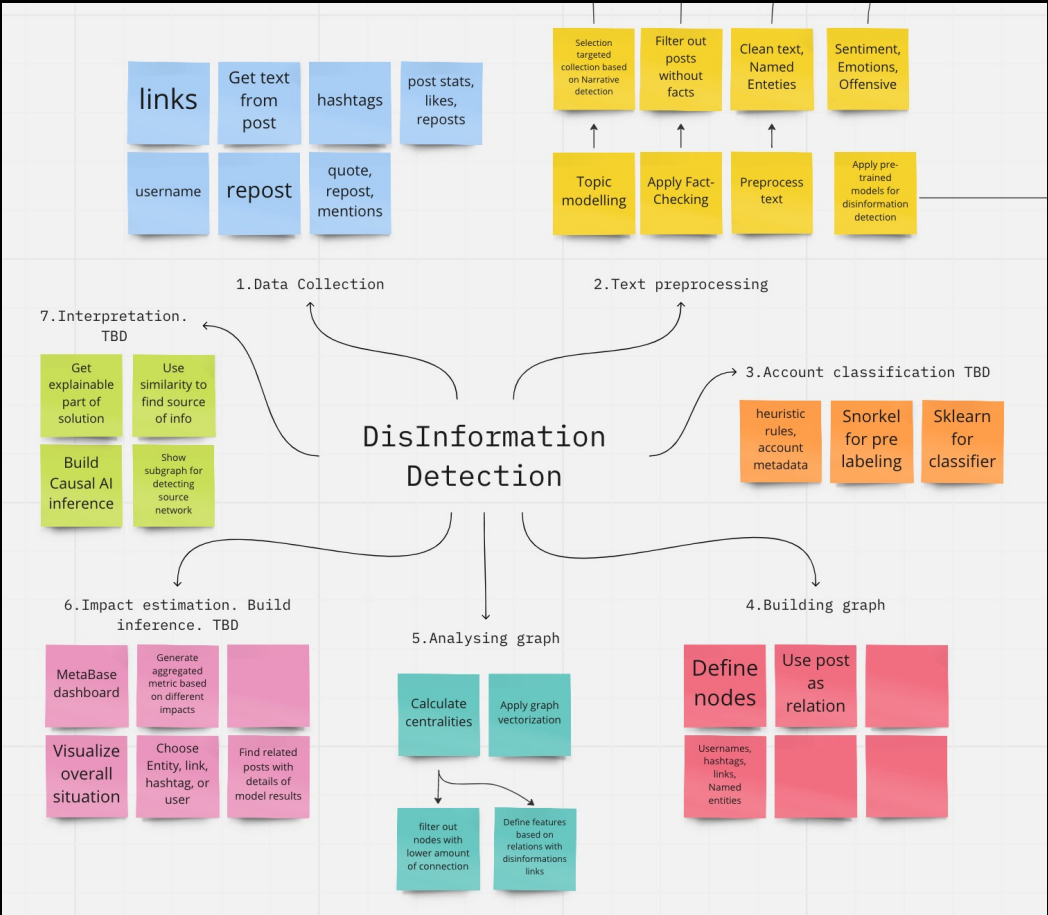 links
Get text
from
post
hashtags
post stats,
likes,
reposts
username
repost
quote,
repost,
mentions
1.Data Collection
Selection
targeted
collection based
on Narrative
detection
Filter out
posts
without
facts
Clean text,
Named
Enteties
Sentiment,
Emotions,
Offensive
Topic
modelling
Apply Fact-
Checking
Preprocess
text
Apply pre-
trained
models for
disinformation
detection
2.Text preprocessing
7.Interpretation.
TBD
Get
explainable
part of
solution
Use
similarity to
find source
of info
Build
Causal AI
inference
Show
subgraph for
detecting
source
network
DisInformation
Detection
3.Account classification TBD
heuristic
rules,
account
metadata
Snorkel
for pre
labeling
Sklearn
for
classifier
6.Impact estimation. Build
inference. TBD
MetaBase
dashboard
Generate
aggregated
metric based
on different
impacts
Visualize
overall
situation
Choose
Entity, link,
hashtag, or
user
Find related
posts with
details of
model results
5.Analysing graph
Calculate
centralities
Apply graph
vectorization
filter out
nodes with
lower amount
of connection
Define features
based on
relations with
disinformations
links
4.Building graph
Define
nodes
Use post
as
relation
Usernames,
hashtags,
links,
Named
entities